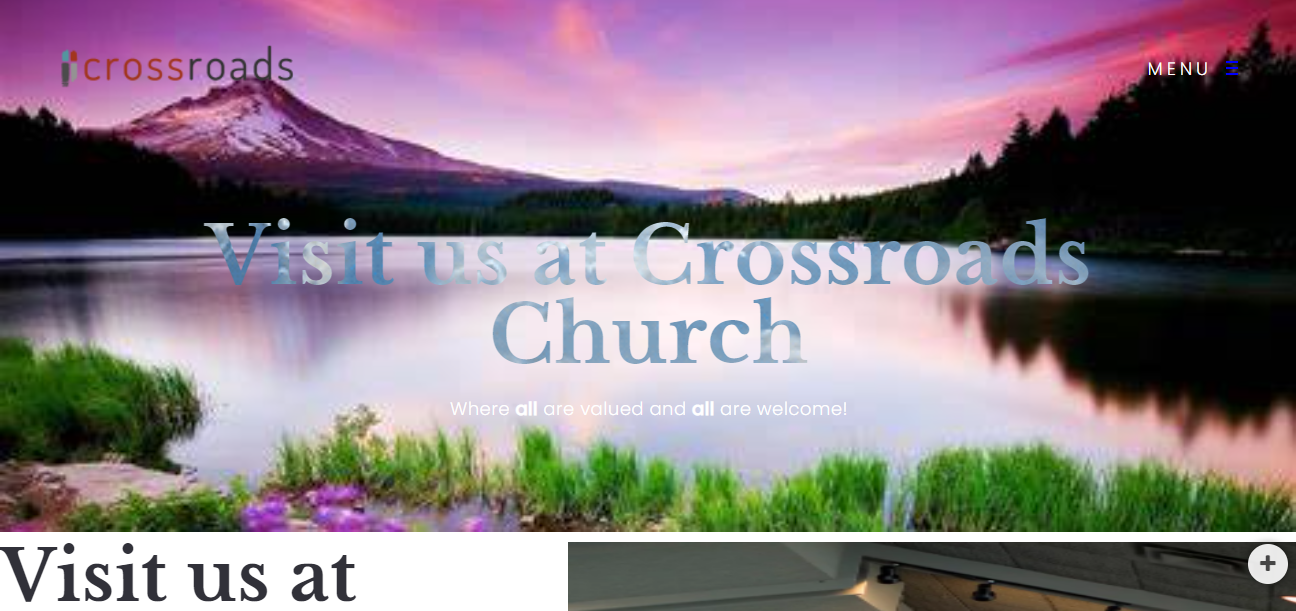 crossroads
MENU
Visit us at Crossroads
Church
Where all are valued and all are welcome!
Visit us at